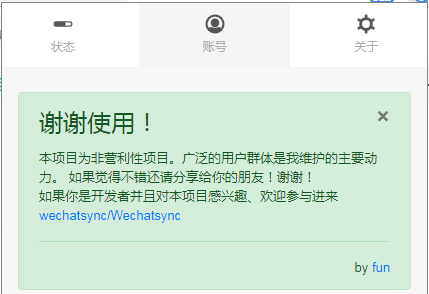 状态
账号
关于
谢谢使用！
×
本项目为非营利性项目。广泛的用户群体是我维护的主要动
力。 如果觉得不错还请分享给你的朋友！谢谢！
如果你是开发者并且对本项目感兴趣、欢迎参与进来
wechatsync/Wechatsync
by fun